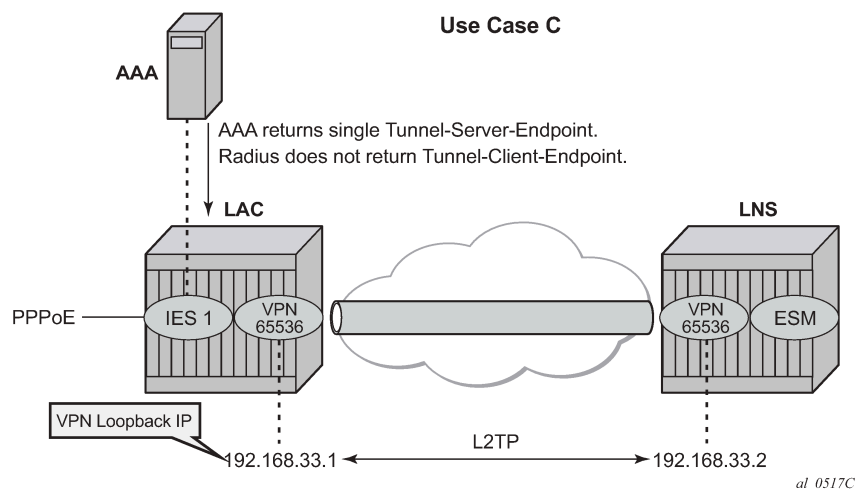 Use Case C
AAA
AAA returns single Tunnel-Server-Endpoint.
Radius does not return Tunnel-Client-Endpoint.
LAC
LNS
PPPoE
IES 1
VPN
65536
VPN
65536
ESM
VPN Loopback IP
192.168.33.1
L2TP
192.168.33.2
al_0517C